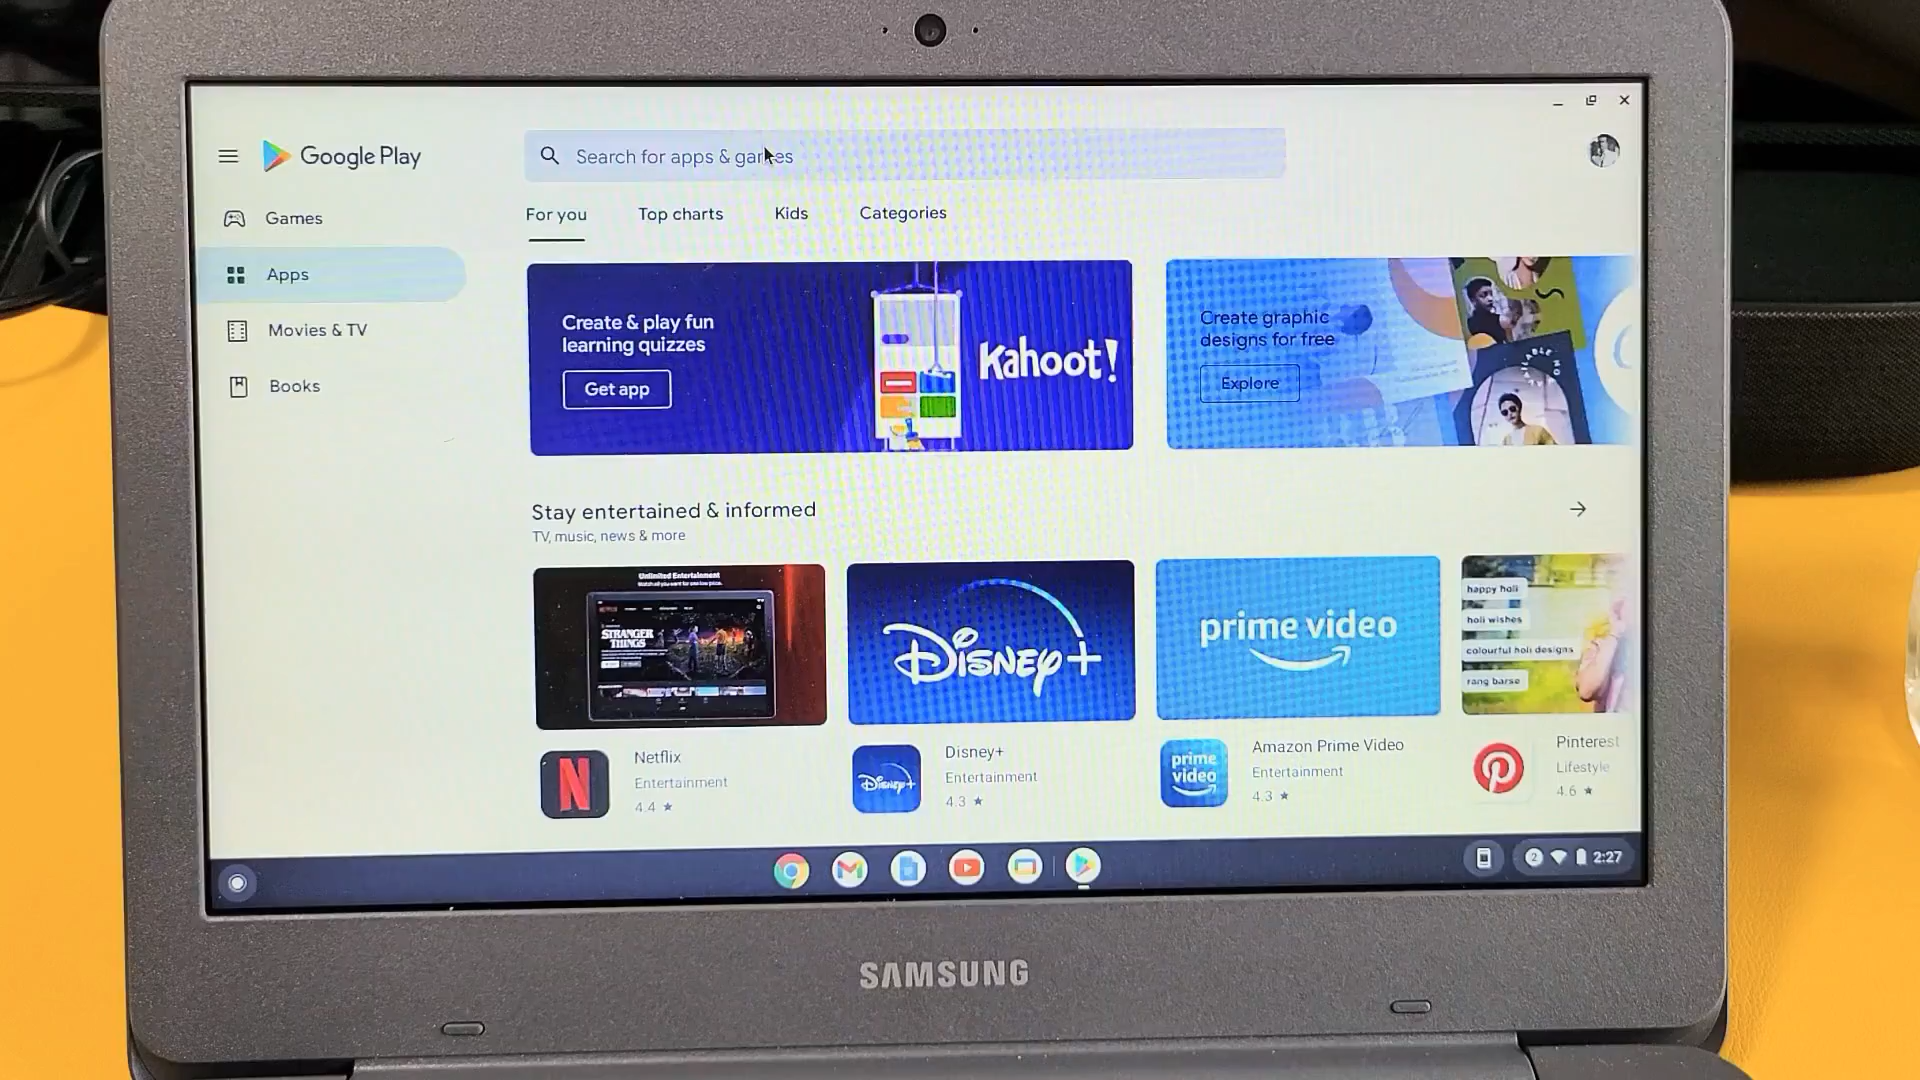 Google Play
Search for apps & games
Games
Apps
Movies & TV
Books
For you
Top charts
Kids
Categories
Create & play fun
learning quizzes
Get app
Kahoot!
Create graphic
designs for free
Explore
Stay entertained & informed
TV, music, news & more
Unlimited Entertainment
STRANGER
THINGS
Disney+
prime video
happy holi
holi wishes
colourful holi designs
rang barse
N
Netflix
Entertainment
4.4 ★
Disney+
Disney+
Entertainment
4.3 ★
prime
video
Amazon Prime Video
Entertainment
4.3 ★
Pinterest
Lifestyle
4.6 ★
2
2:27
SAMSUNG